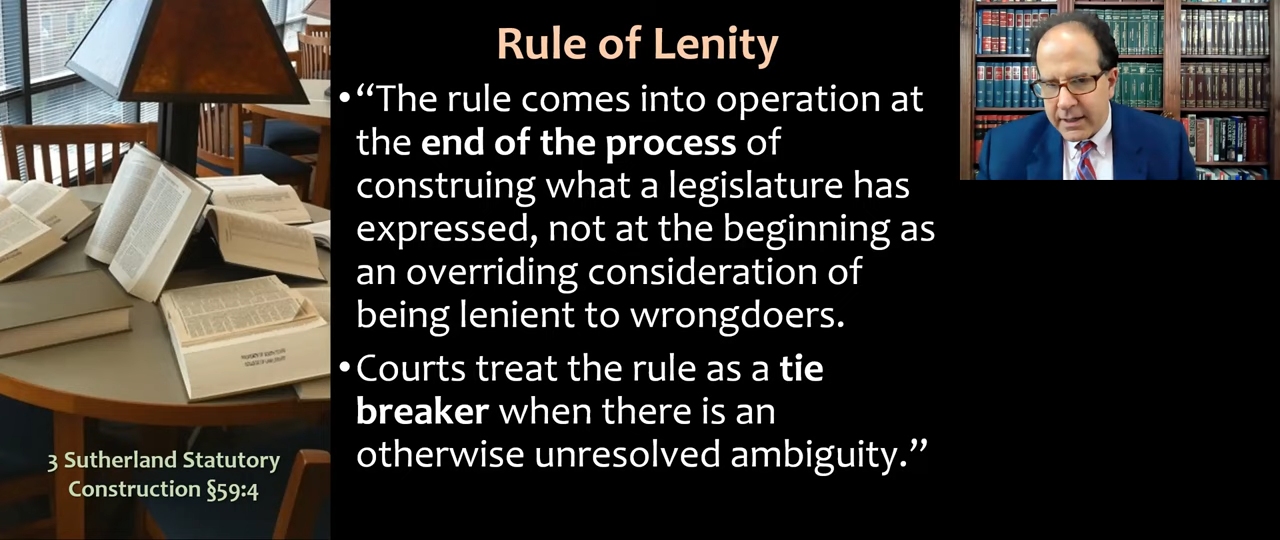 Rule of Lenity
• “The rule comes into operation at
the end of the process of
construing what a legislature has
expressed, not at the beginning as
an overriding consideration of
being lenient to wrongdoers.
• Courts treat the rule as a tie
breaker when there is an
otherwise unresolved ambiguity.”
3 Sutherland Statutory
Construction §59:4